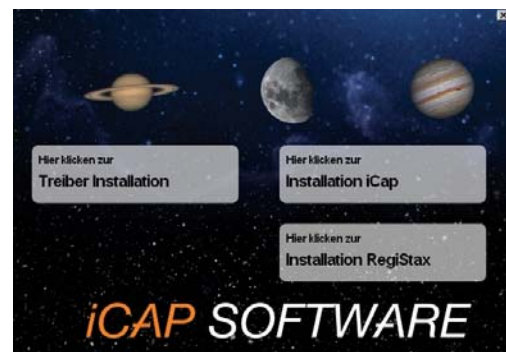 Hier klicken zur
Treiber Installation
Hier klicken zur
Installation iCap
Hier klicken zur
Installation RegiStax
iCAP SOFTWARE